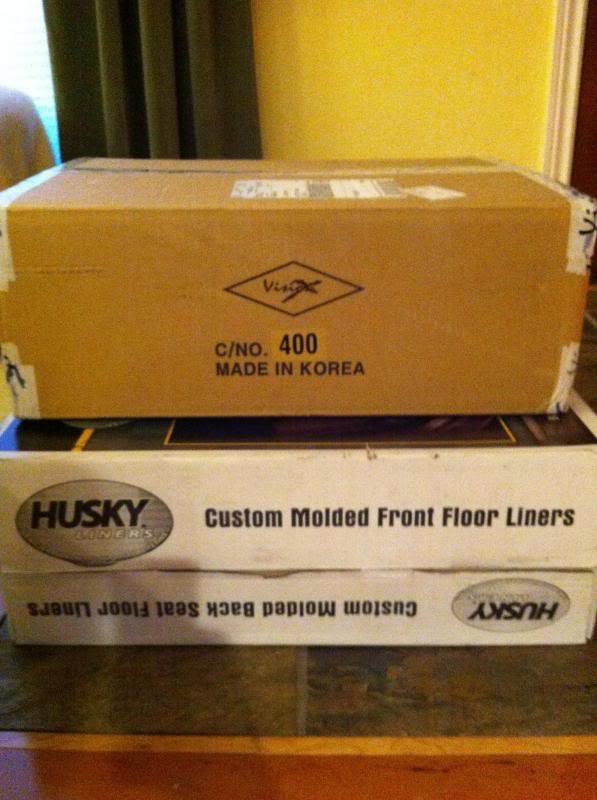 Vision X
C/NO. 400
MADE IN KOREA
HUSKY
LINERS
Custom Molded Front Floor Liners
Custom Molded Back Seat Floor Liners
HUSKY